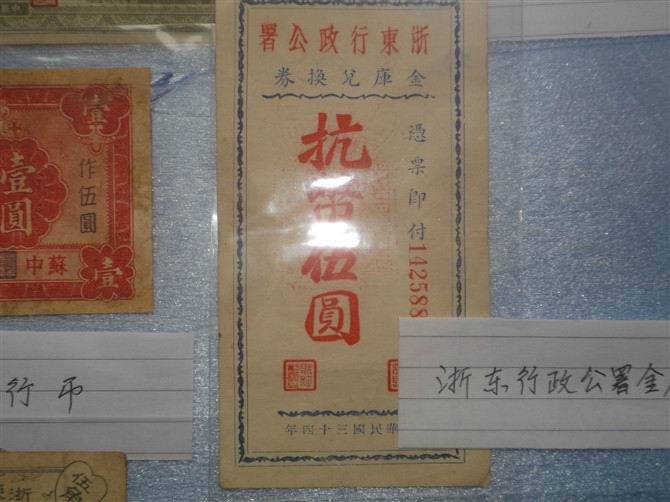 浙東行政公署
金庫兌換券
憑票即付
142588
抗幣伍圓
華民國三十四年
壹
作伍圓
壹圓
蘇中
壹
行币
浙东行政公署金
浙
伍